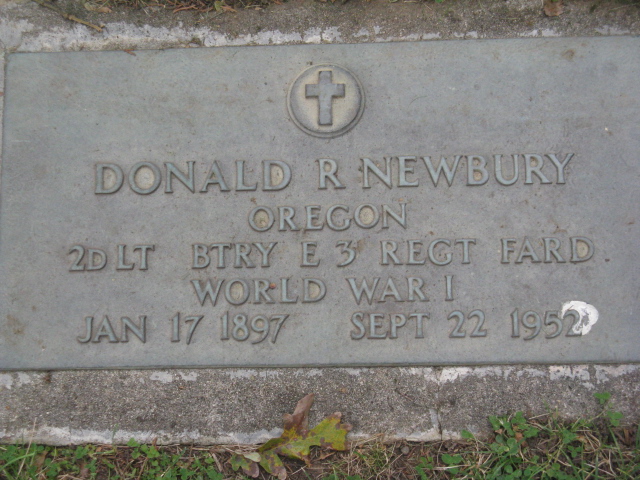 DONALD R NEWBURY
OREGON
2D LT BTRY E 3 REGT FARD
WORLD WAR I
JAN 17 1897 SEPT 22 1952